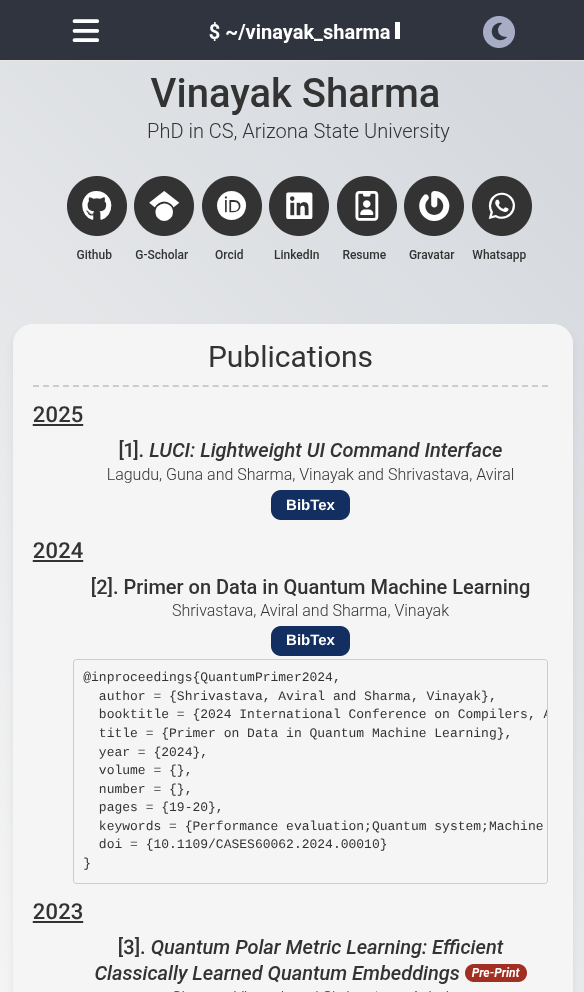 $ ~/vinayak_sharma
Vinayak Sharma
PhD in CS, Arizona State University
Github G-Scholar Orcid LinkedIn Resume Gravatar Whatsapp
Publications
2025
[1]. LUCI: Lightweight UI Command Interface
Lagudu, Guna and Sharma, Vinayak and Shrivastava, Aviral
BibTex
2024
[2]. Primer on Data in Quantum Machine Learning
Shrivastava, Aviral and Sharma, Vinayak
BibTex
@inproceedings{QuantumPrimer2024,
  author = {Shrivastava, Aviral and Sharma, Vinayak},
  booktitle = {2024 International Conference on Compilers,
  title = {Primer on Data in Quantum Machine Learning},
  year = {2024},
  volume = {},
  number = {},
  pages = {19-20},
  keywords = {Performance evaluation;Quantum system;Machine
  doi = {10.1109/CASES60062.2024.00010}
}
2023
[3]. Quantum Polar Metric Learning: Efficient
Classically Learned Quantum Embeddings Pre-Print